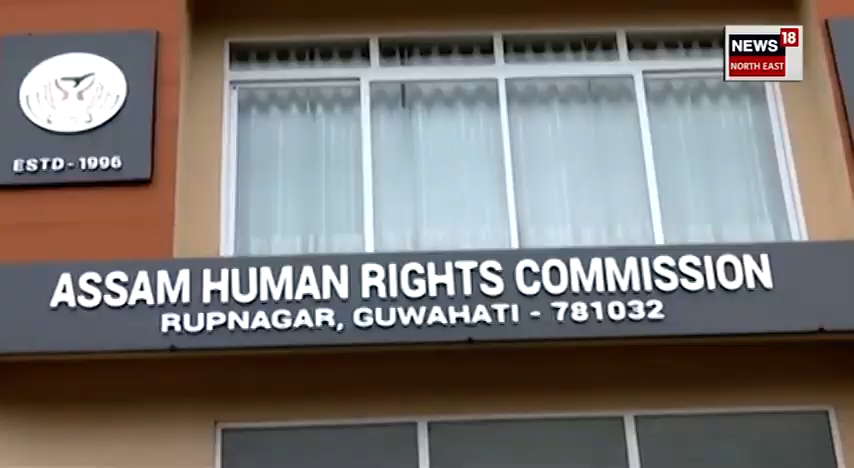 NEWS 18
NORTH EAST
ESTD - 1996
ASSAM HUMAN RIGHTS COMMISSION
RUPNAGAR, GUWAHATI - 781032